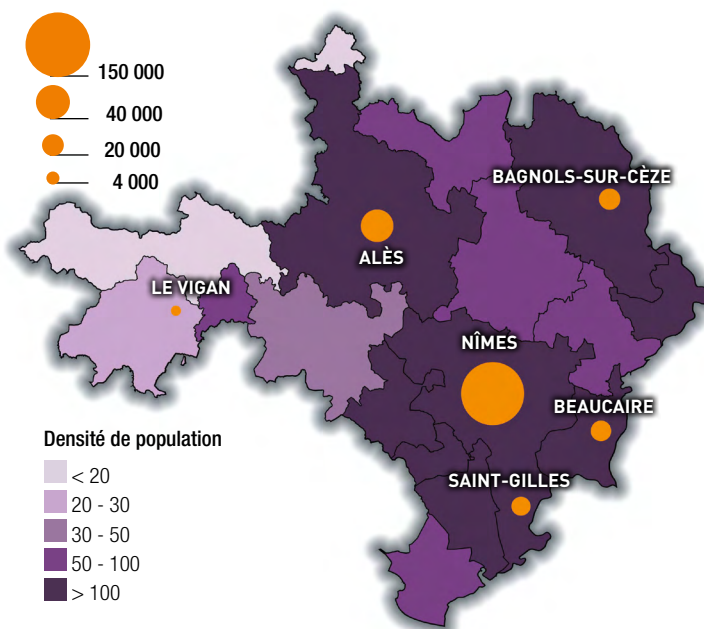 150 000
40 000
20 000
4 000
BAGNOLS-SUR-CÈZE
ALÈS
LE VIGAN
NÎMES
BEAUCAIRE
SAINT-GILLES
Densité de population
< 20
20 - 30
30 - 50
50 - 100
> 100